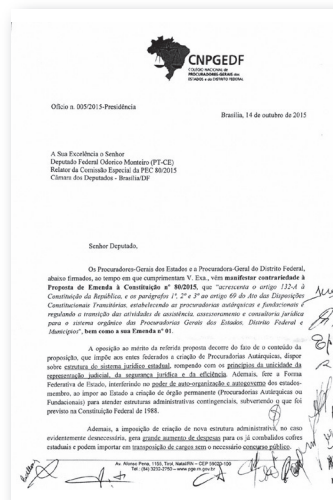 CNPGEDF
COLÉGIO NACIONAL DE
PROCURADORES-GERAIS DOS
ESTADOS E DO DISTRITO FEDERAL
Ofício n. 005/2015-Presidência
Brasília, 14 de outubro de 2015
A Sua Excelência o Senhor
Deputado Federal Odorico Monteiro (PT-CE)
Relator da Comissão Especial da PEC 80/2015
Câmara dos Deputados - Brasília/DF
Senhor Deputado,
Os Procuradores-Gerais dos Estados e a Procuradora-Geral do Distrito Federal,
abaixo firmados, ao tempo em que cumprimentam V. Exa., vêm manifestar contrariedade à
Proposta de Emenda à Constituição nº 80/2015, que "acrescenta o artigo 132-A à
Constituição da República, e os parágrafos 1º, 2º e 3º ao artigo 69 do Ato das Disposições
Constitucionais Transitórias, estabelecendo as procuradorias autárquicas e fundacionais e
regulando a transição das atividades de assistência, assessoramento e consultoria jurídica
para o sistema orgânico das Procuradorias Gerais dos Estados, Distrito Federal e
Municípios", bem como a sua Emenda nº 01.
A oposição ao mérito da referida proposta decorre do fato de o conteúdo da
proposição, que impõe aos entes federados a criação de Procuradorias Autárquicas, dispor
sobre estrutura do sistema jurídico estadual, rompendo com os princípios da unicidade da
representação judicial, da segurança jurídica e da eficiência. Ademais, fere a Forma
Federativa de Estado, interferindo no poder de auto-organização e autogoverno dos estados-
membro, ao impor ao Estado a criação de órgão permanente (Procuradorias Autárquicas ou
Fundacionais) para atender estruturas administrativas contingenciais, subvertendo o que foi
previsto na Constituição Federal de 1988.
Ademais, a imposição de criação de nova estrutura administrativa, no caso
evidentemente desnecessária, gera grande aumento de despesas para os já combalidos cofres
estaduais e podem importar em transposição de cargos sem o necessário concurso público.
Av. Afonso Pena, 1155, Tirol, Natal/RN – CEP 59020-100
Tel.: (84) 3232-2750 – www.pge.rn.gov.br